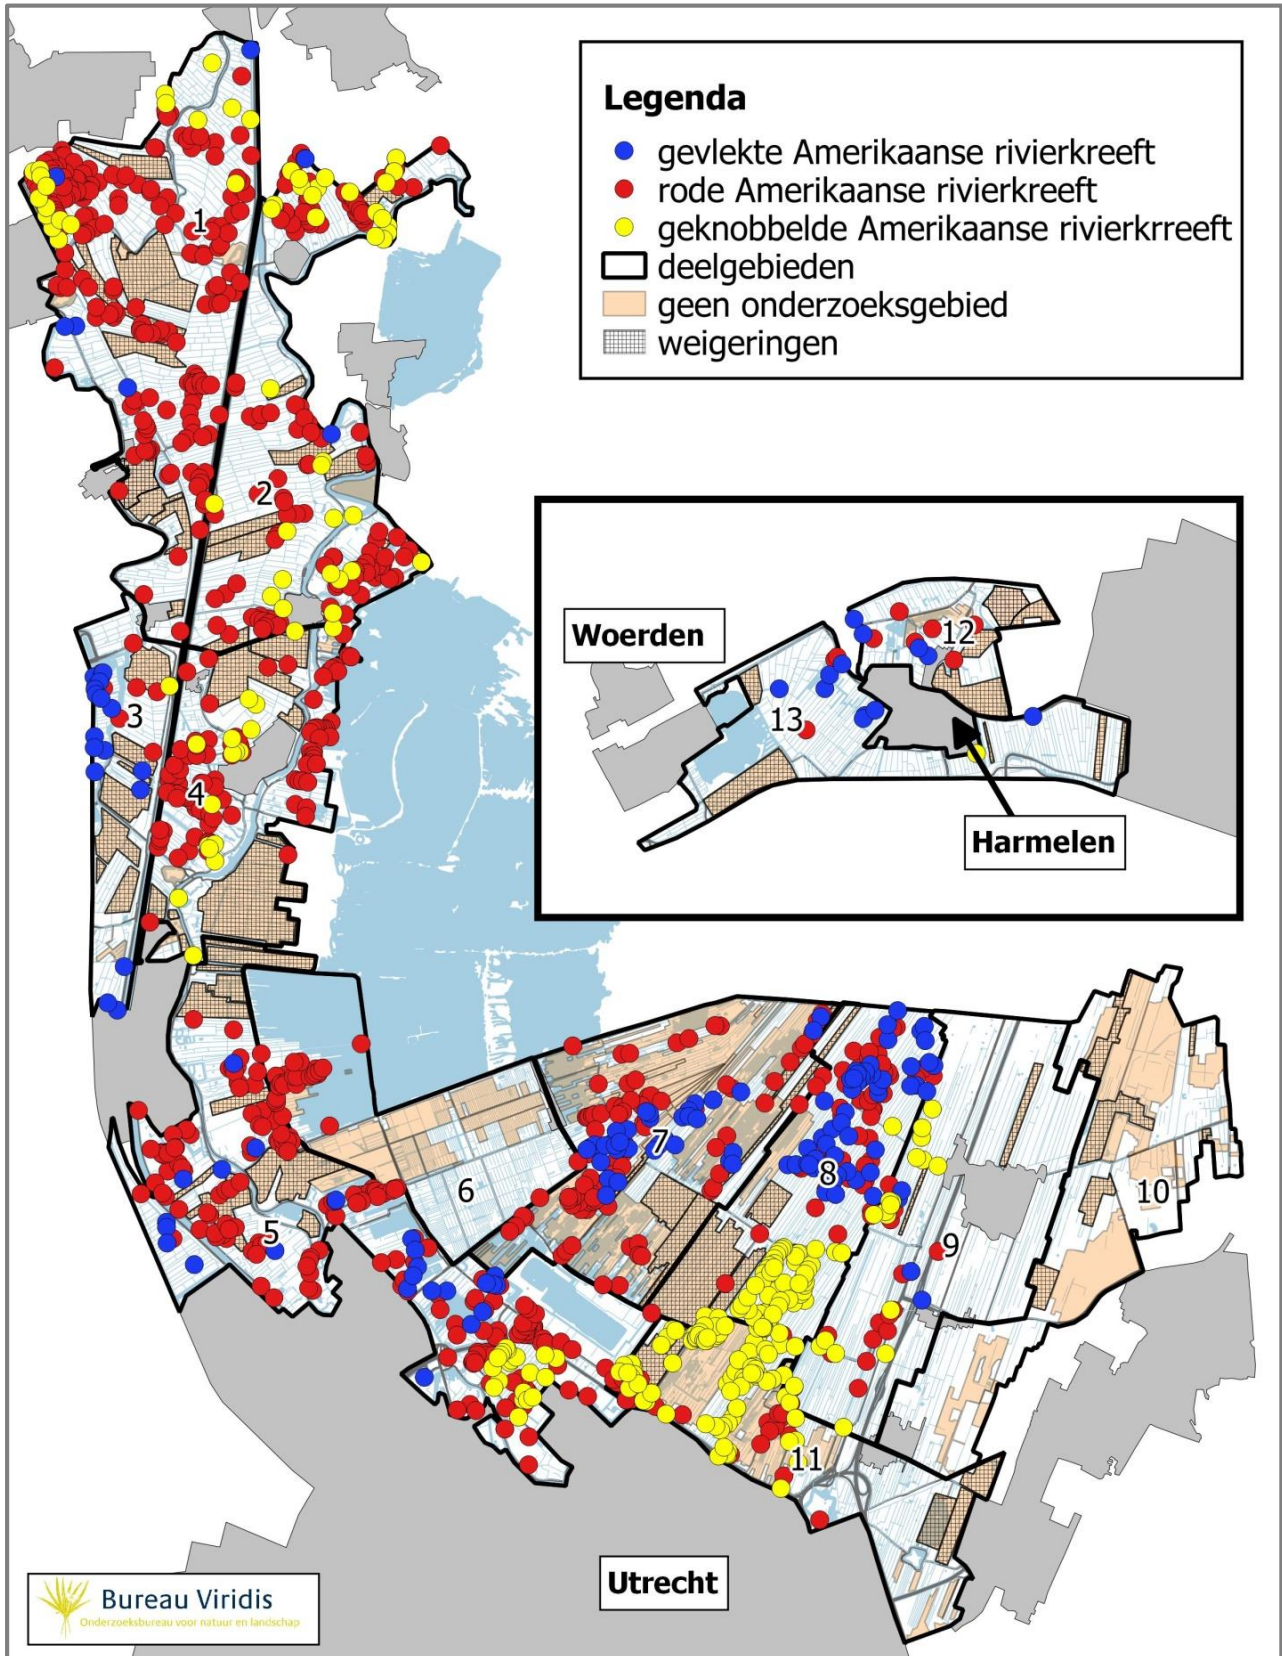 Legenda
gevlekte Amerikaanse rivierkreeft
rode Amerikaanse rivierkreeft
geknobbelde Amerikaanse rivierkrreeft
deelgebieden
geen onderzoeksgebied
weigeringen
1
2
3
4
Woerden
12
13
Harmelen
5
6
7
8
9
10
11
Utrecht
Bureau Viridis
Onderzoeksbureau voor natuur en landschap